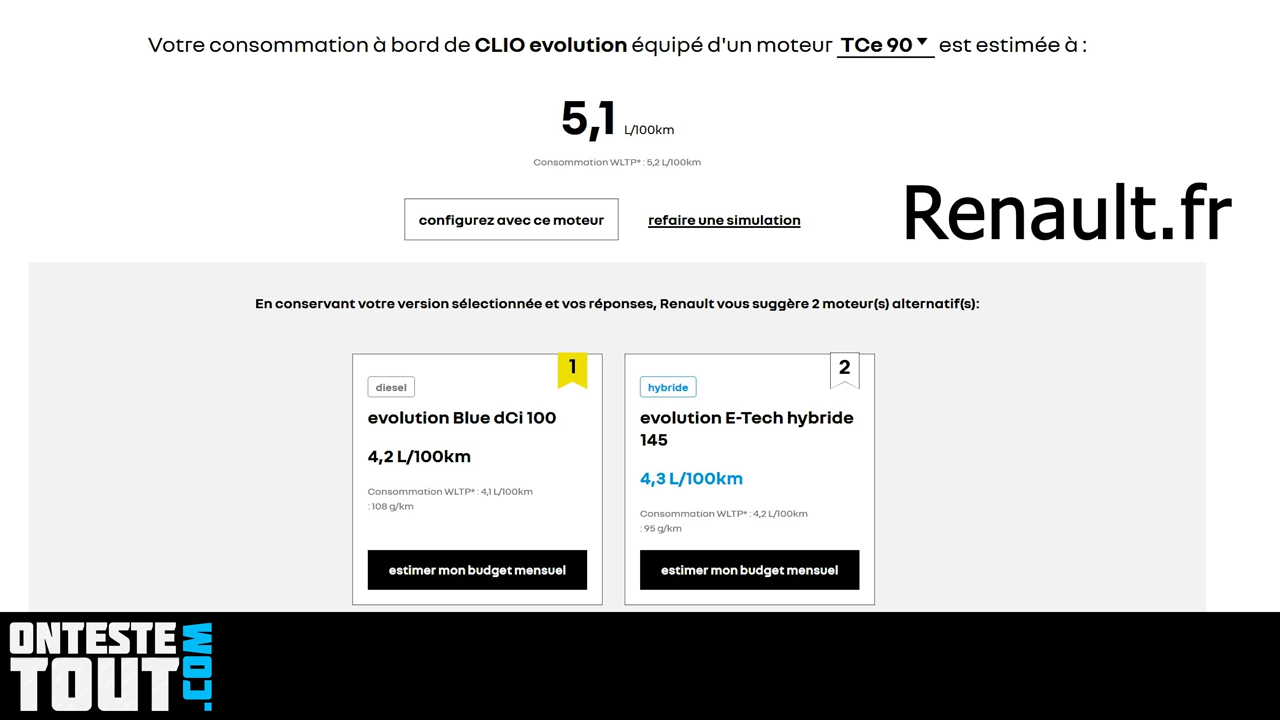 Votre consommation à bord de CLIO evolution équipé d'un moteur TCe 90 est estimée à :
5,1 L/100km
Consommation WLTP* : 5,2 L/100km
configurez avec ce moteur
refaire une simulation
Renault.fr
En conservant votre version sélectionnée et vos réponses, Renault vous suggère 2 moteur(s) alternatif(s):
1
diesel
evolution Blue dCi 100
4,2 L/100km
Consommation WLTP* : 4,1 L/100km
: 108 g/km
estimer mon budget mensuel
2
hybride
evolution E-Tech hybride
145
4,3 L/100km
Consommation WLTP* : 4,2 L/100km
: 95 g/km
estimer mon budget mensuel
ONTESTE
TOUT
.COM